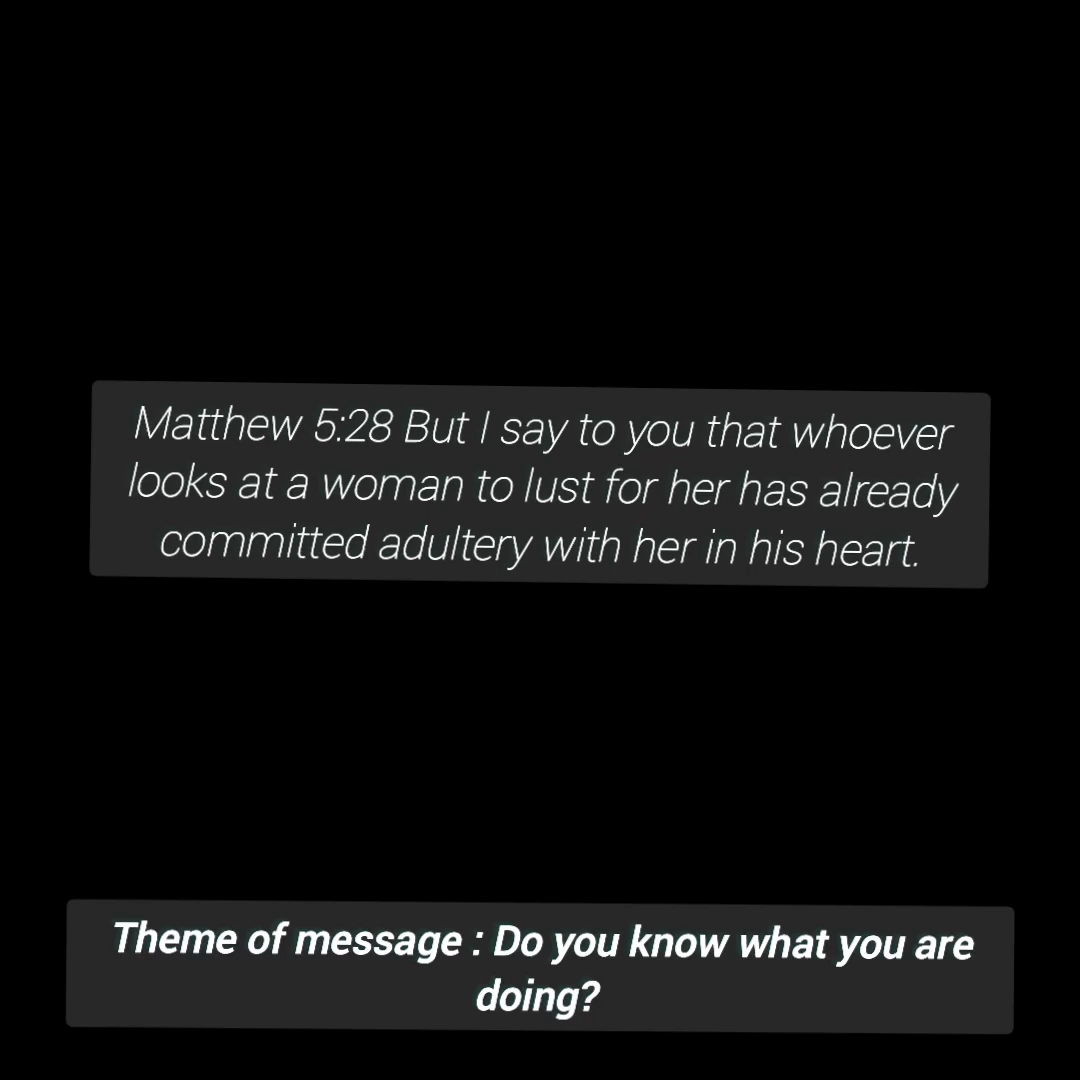 Matthew 5:28 But I say to you that whoever
looks at a woman to lust for her has already
committed adultery with her in his heart.
Theme of message : Do you know what you are
doing?